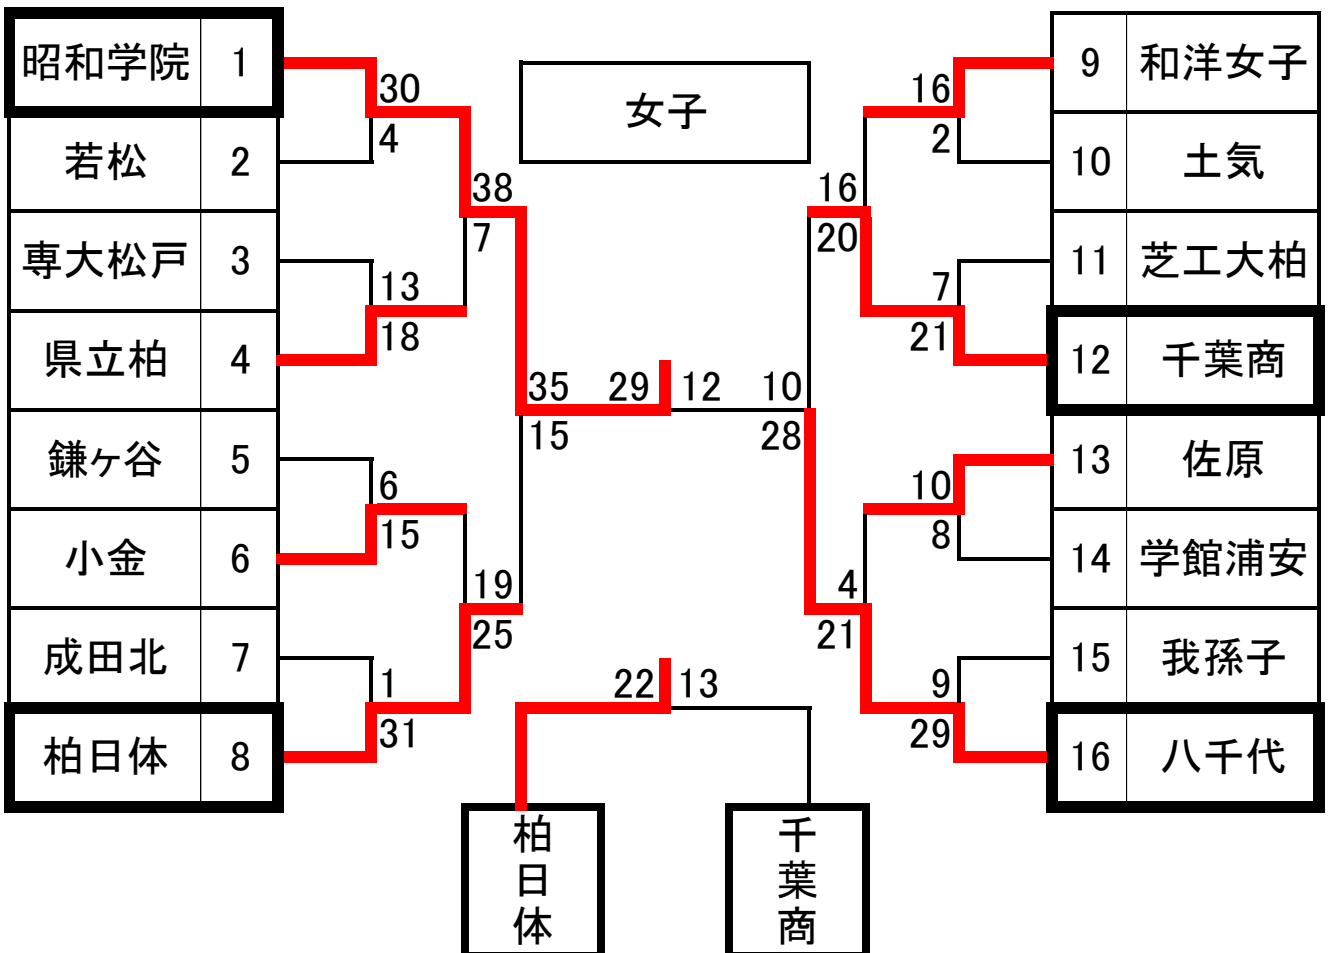 昭和学院 1
若松 2
専大松戸 3
県立柏 4
鎌ヶ谷 5
小金 6
成田北 7
柏日体 8
30
4
13
18
6
15
1
31
38
7
19
25
35
15
女子
29 12
22 13
柏日体
千葉商
10
28
16
20
4
21
16
2
7
21
10
8
9
29
9 和洋女子
10 土気
11 芝工大柏
12 千葉商
13 佐原
14 学館浦安
15 我孫子
16 八千代